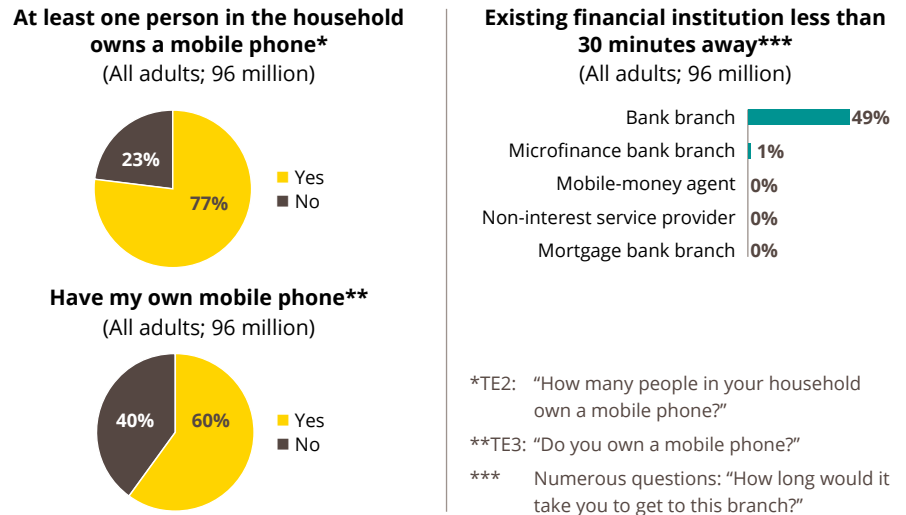 At least one person in the household
owns a mobile phone*
(All adults; 96 million)
23%
77%
Yes
No
Have my own mobile phone**
(All adults; 96 million)
40%
60%
Yes
No
Existing financial institution less than
30 minutes away***
(All adults; 96 million)
Bank branch 49%
Microfinance bank branch 1%
Mobile-money agent 0%
Non-interest service provider 0%
Mortgage bank branch 0%
*TE2: “How many people in your household
own a mobile phone?”
**TE3: “Do you own a mobile phone?”
*** Numerous questions: “How long would it
take you to get to this branch?”